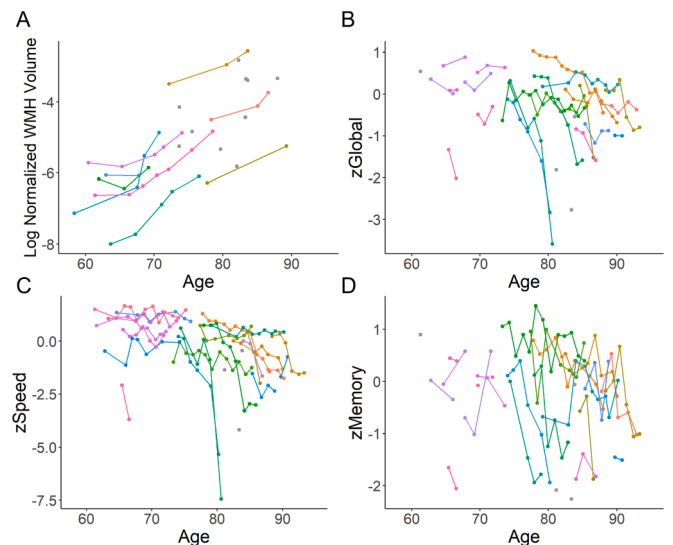 A
Log Normalized WMH Volume
-4
-6
-8
60 70 80 90
Age
B
zGlobal
1
0
-1
-2
-3
60 70 80 90
Age
C
zSpeed
0.0
-2.5
-5.0
-7.5
60 70 80 90
Age
D
zMemory
1
0
-1
-2
60 70 80 90
Age